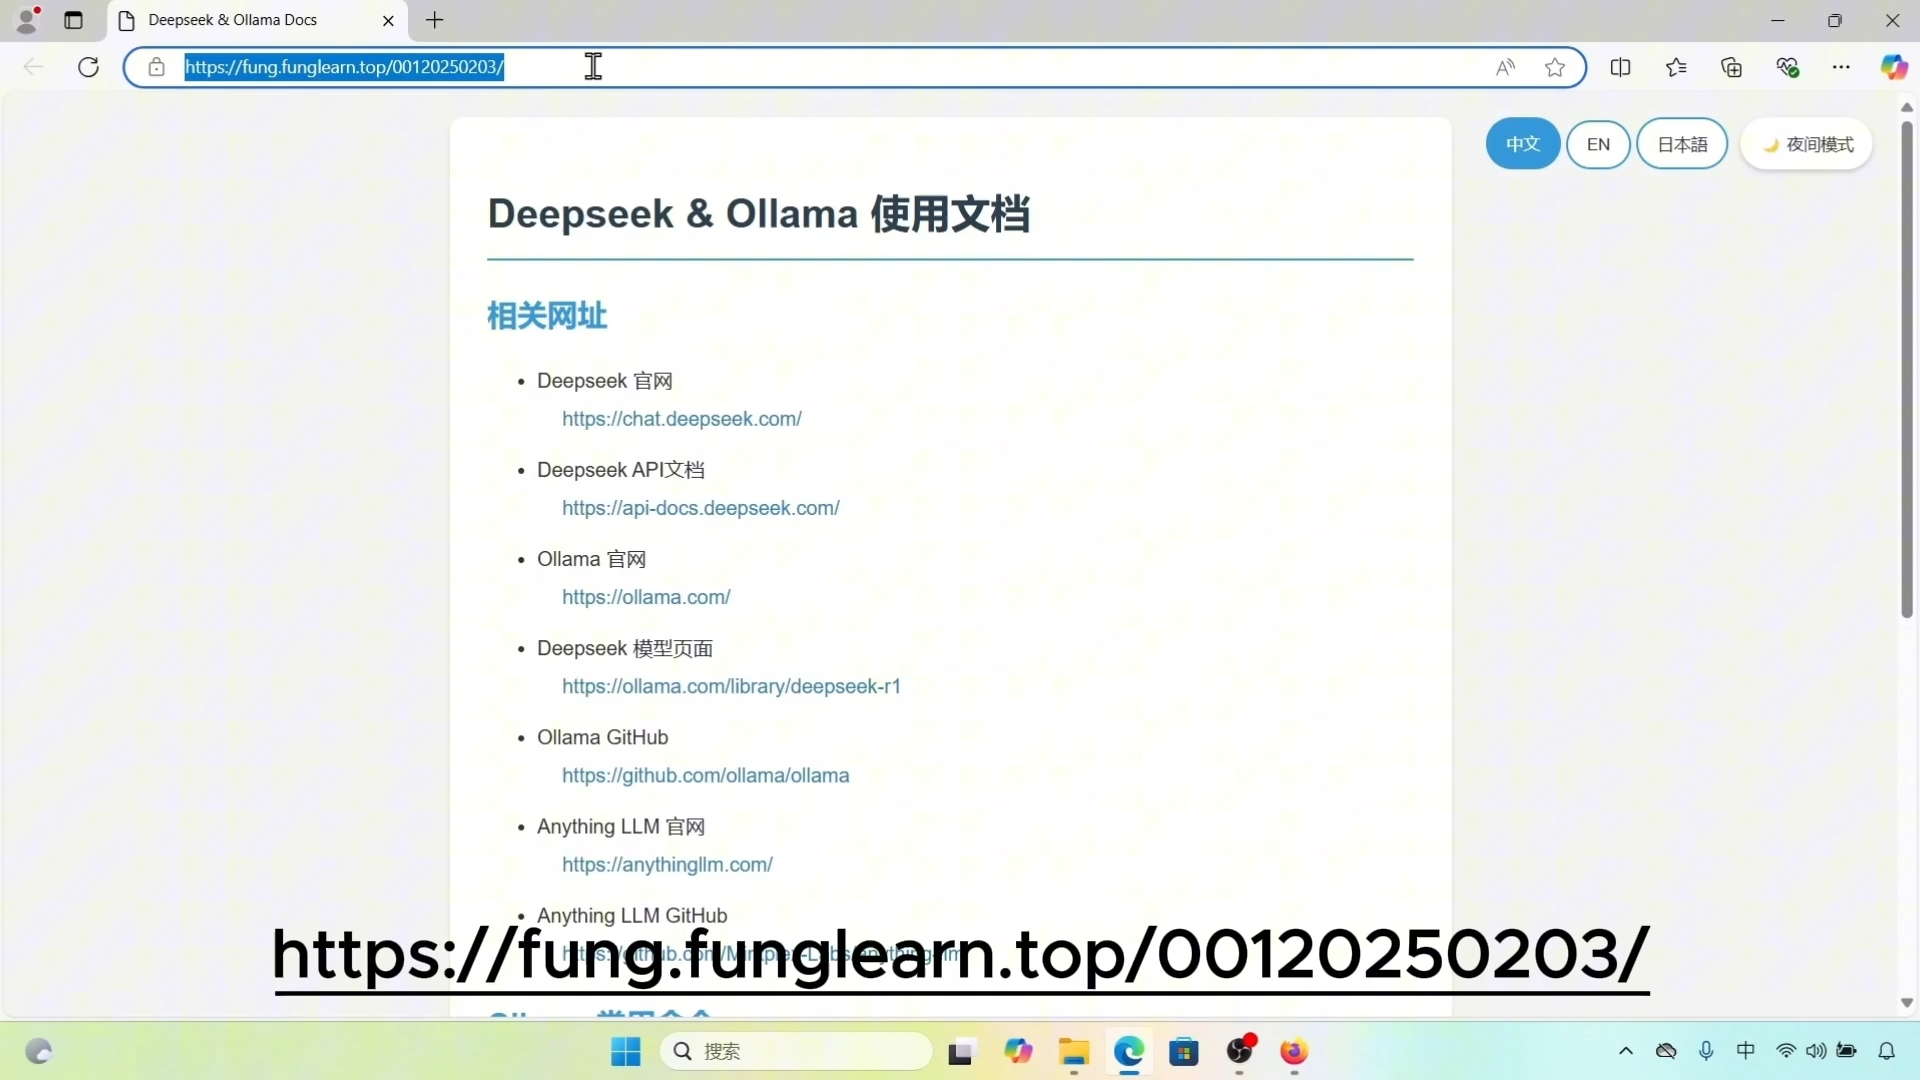 Deepseek & Ollama Docs
https://fung.funglearn.top/00120250203/
中文
EN
日本語
夜间模式
Deepseek & Ollama 使用文档
相关网址
Deepseek 官网
https://chat.deepseek.com/
Deepseek API文档
https://api-docs.deepseek.com/
Ollama 官网
https://ollama.com/
Deepseek 模型页面
https://ollama.com/library/deepseek-r1
Ollama GitHub
https://github.com/ollama/ollama
Anything LLM 官网
https://anythingllm.com/
Anything LLM GitHub
https://fung.funglearn.top/00120250203/
搜索
中